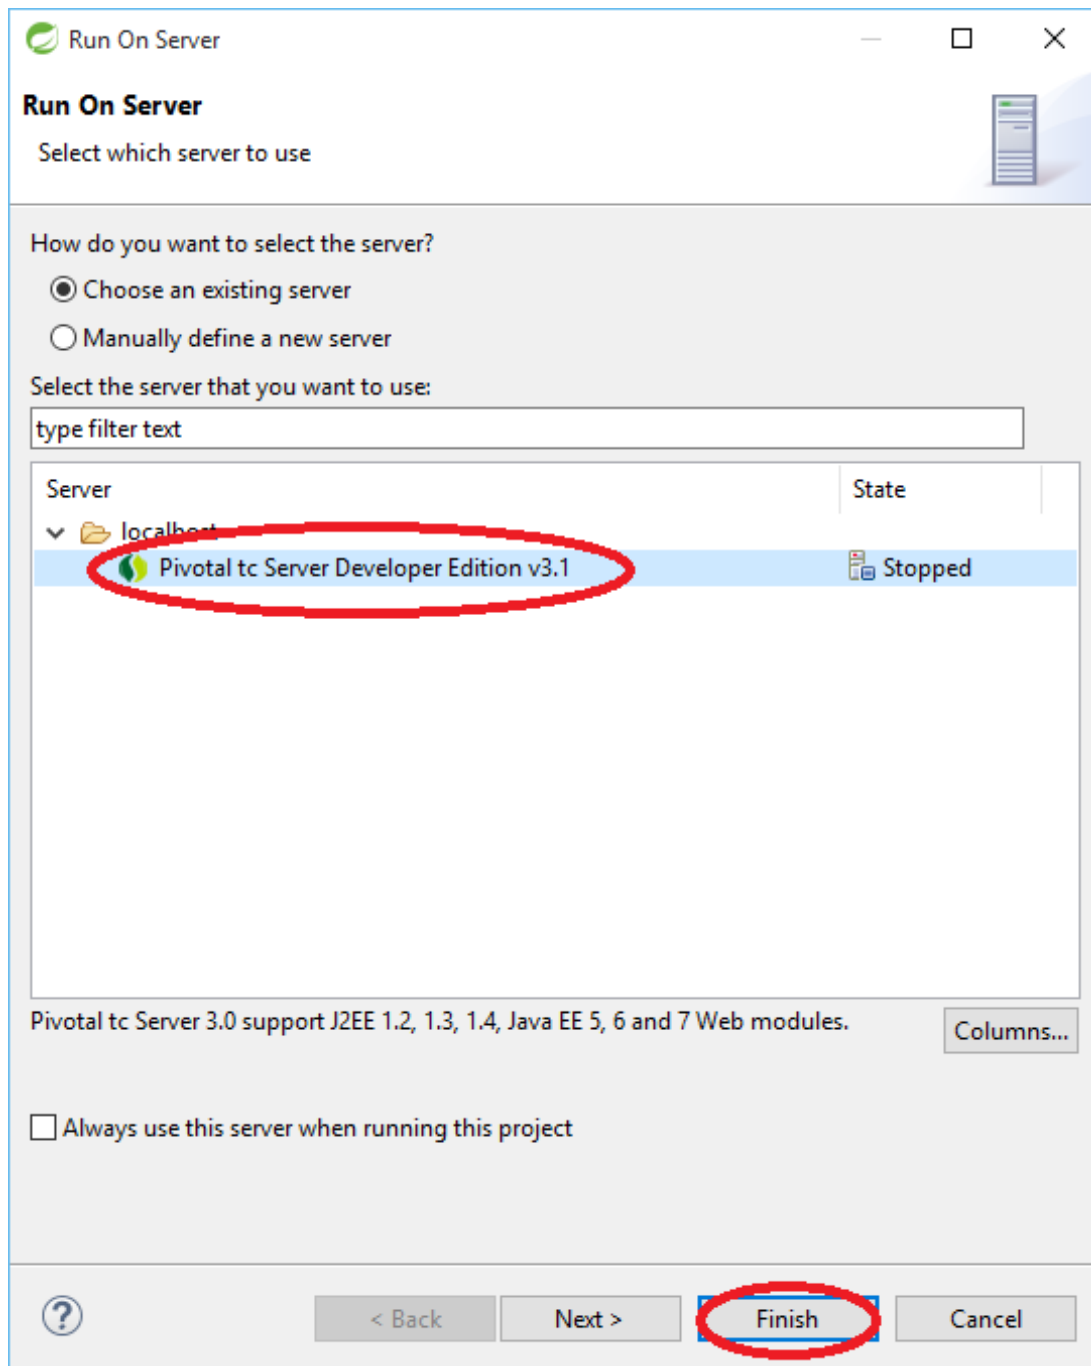 Run On Server
Run On Server
Select which server to use
How do you want to select the server?
Choose an existing server
Manually define a new server
Select the server that you want to use:
type filter text
Server State
localhost
Pivotal tc Server Developer Edition v3.1 Stopped
Pivotal tc Server 3.0 support J2EE 1.2, 1.3, 1.4, Java EE 5, 6 and 7 Web modules.
Columns...
Always use this server when running this project
? < Back Next > Finish Cancel